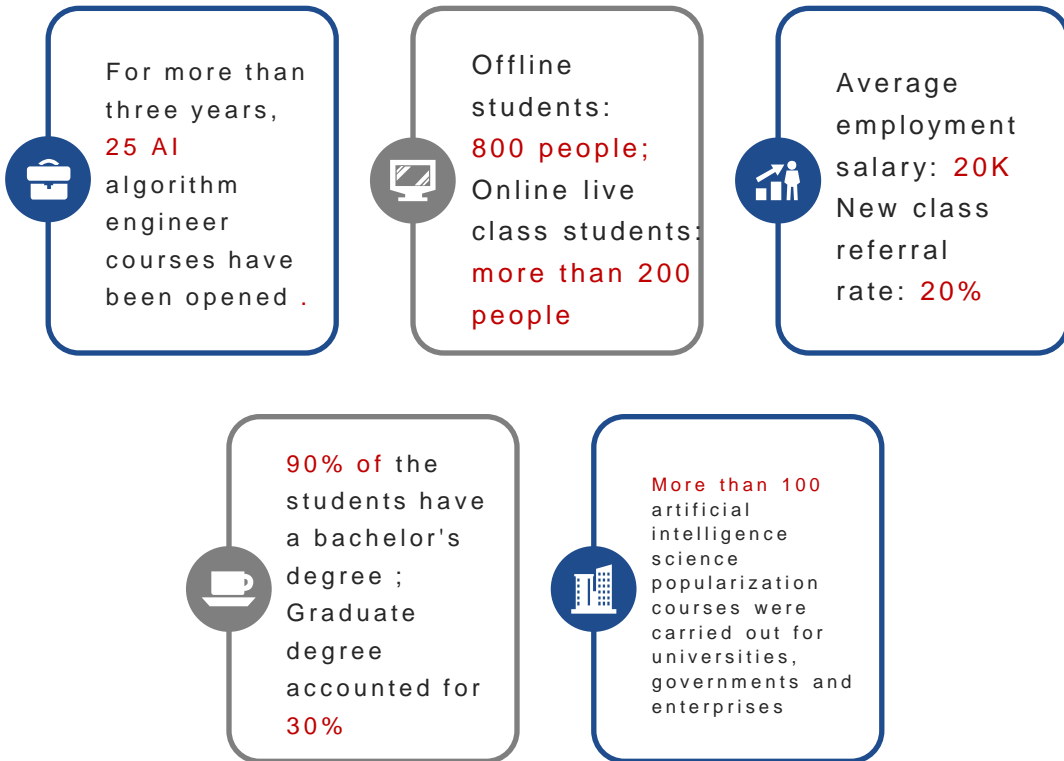 For more than
three years,
25 AI
algorithm
engineer
courses have
been opened .
Offline
students:
800 people;
Online live
class students:
more than 200
people
Average
employment
salary: 20K
New class
referral
rate: 20%
90% of the
students have
a bachelor's
degree ;
Graduate
degree
accounted for
30%
More than 100
artificial
intelligence
science
popularization
courses were
carried out for
universities,
governments and
enterprises